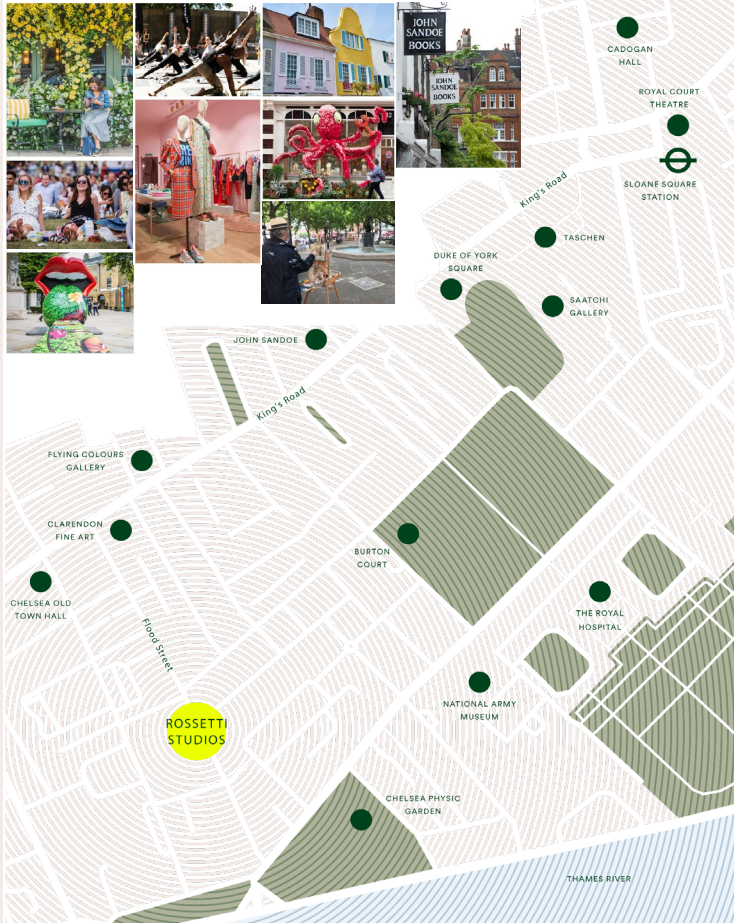 JOHN
SANDOE
BOOKS
JOHN
SANDOE
BOOKS
CADOGAN
HALL
ROYAL COURT
THEATRE
SLOANE SQUARE
STATION
King's Road
TASCHEN
DUKE OF YORK
SQUARE
SAATCHI
GALLERY
JOHN SANDOE
King's Road
FLYING COLOURS
GALLERY
CLARENDON
FINE ART
BURTON
COURT
CHELSEA OLD
TOWN HALL
THE ROYAL
HOSPITAL
Flood Street
NATIONAL ARMY
MUSEUM
ROSSETTI
STUDIOS
CHELSEA PHYSIC
GARDEN
THAMES RIVER